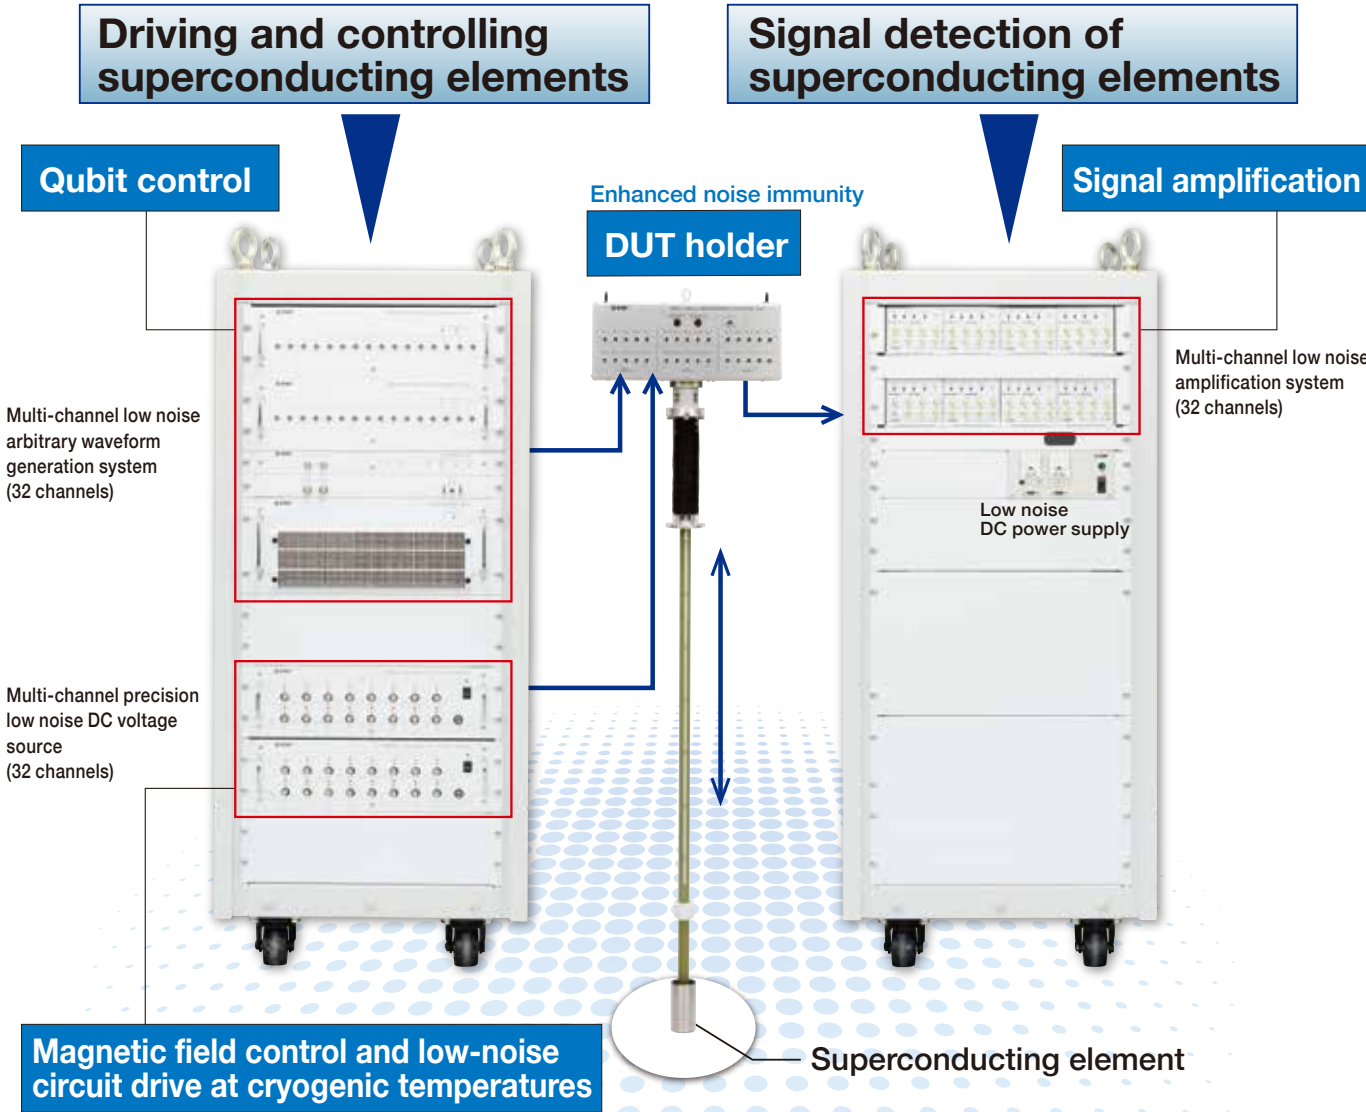 Driving and controlling
superconducting elements
Signal detection of
superconducting elements
Qubit control
Enhanced noise immunity
DUT holder
Signal amplification
Multi-channel low noise
arbitrary waveform
generation system
(32 channels)
Multi-channel low noise
amplification system
(32 channels)
Low noise
DC power supply
Multi-channel precision
low noise DC voltage
source
(32 channels)
Magnetic field control and low-noise
circuit drive at cryogenic temperatures
Superconducting element